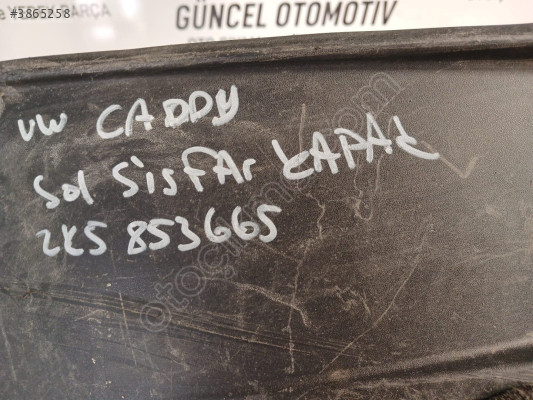 #3865258
GÜNCEL OTOMOTİV
VW CADDY
Sol SisFAr KAPAK
2K5 853665